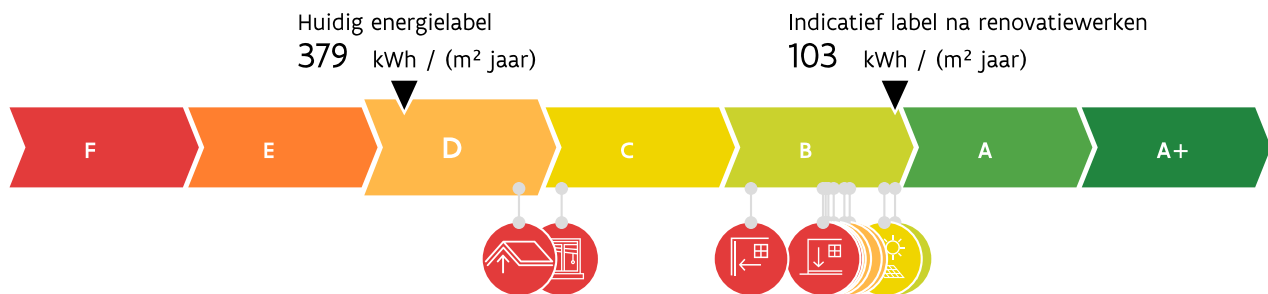 Huidig energielabel
379 kWh / (m² jaar)
Indicatief label na renovatiewerken
103 kWh / (m² jaar)
F E D C B A A+